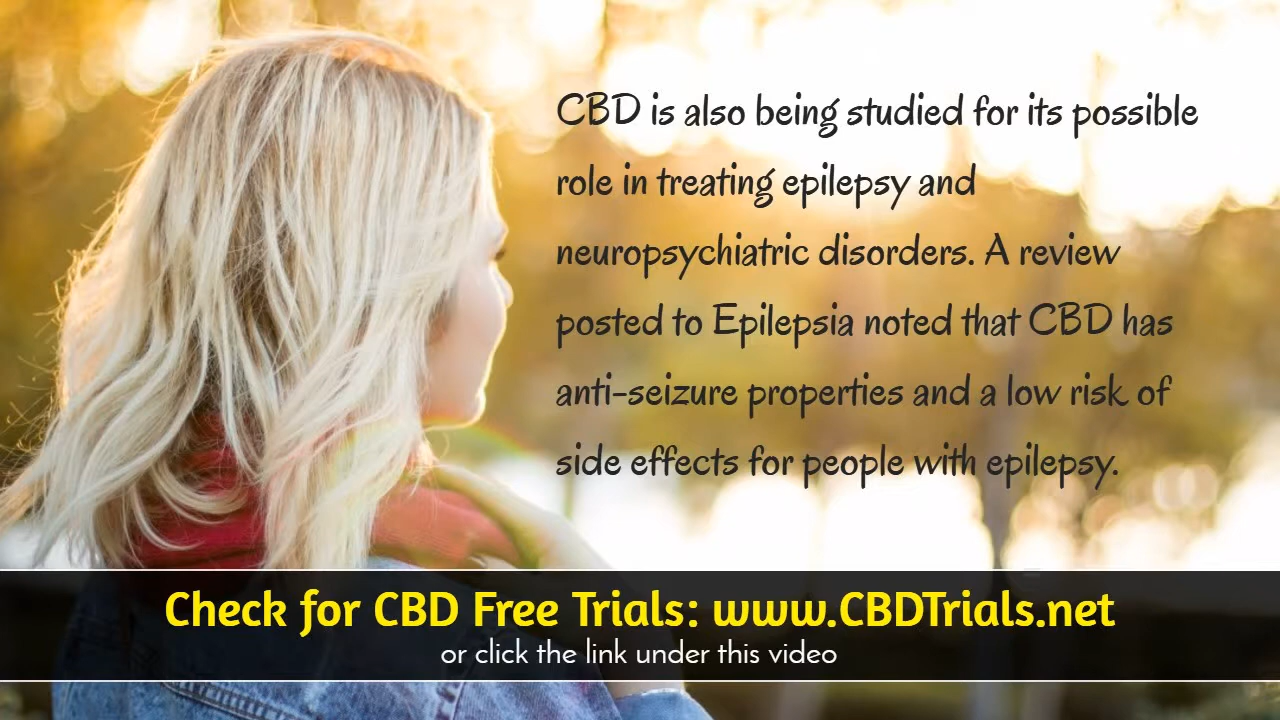 CBD is also being studied for its possible
role in treating epilepsy and
neuropsychiatric disorders. A review
posted to Epilepsia noted that CBD has
anti-seizure properties and a low risk of
side effects for people with epilepsy.
Check for CBD Free Trials: www.CBDTrials.net
or click the link under this video